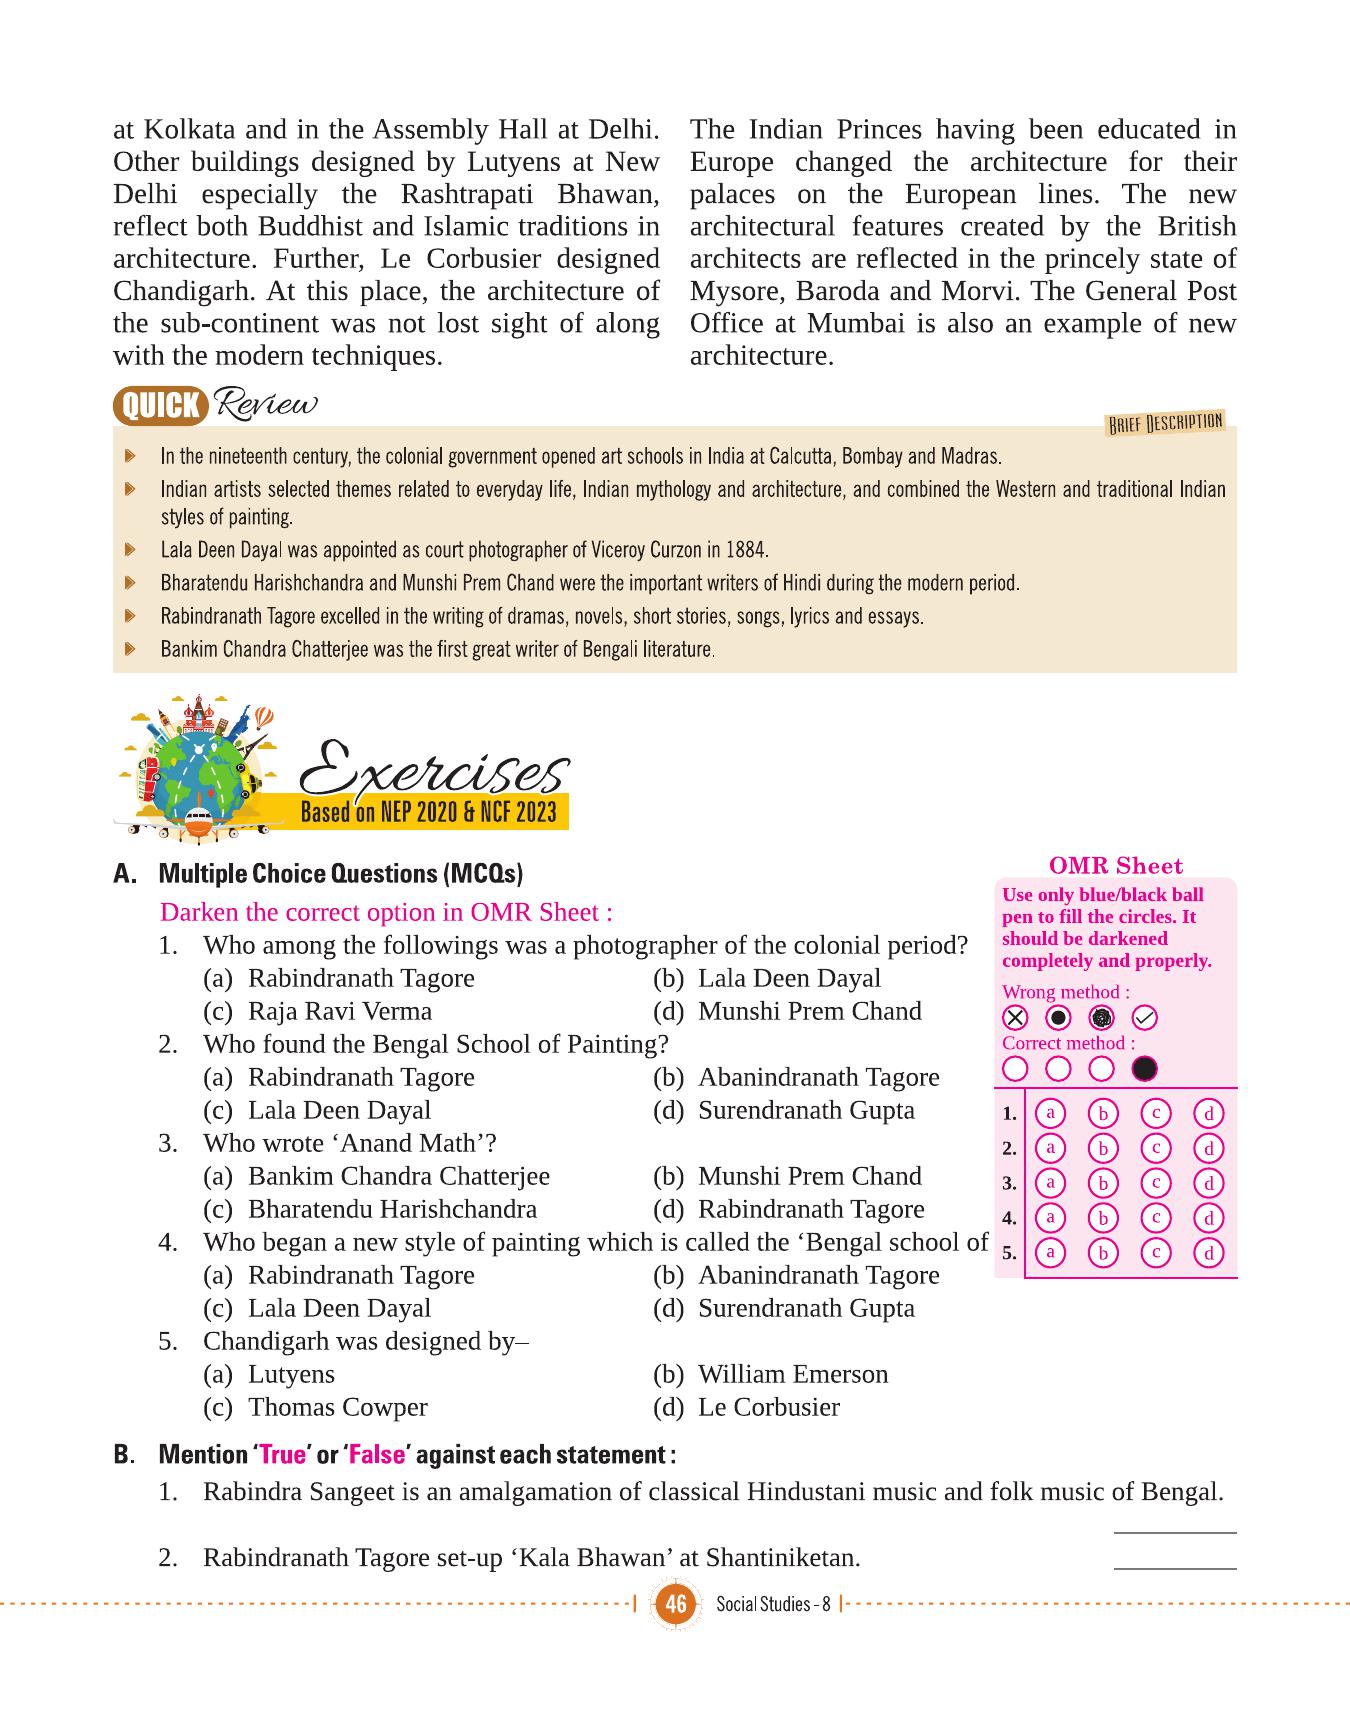 at Kolkata and in the Assembly Hall at Delhi.
Other buildings designed by Lutyens at New
Delhi especially the Rashtrapati Bhawan,
reflect both Buddhist and Islamic traditions in
architecture. Further, Le Corbusier designed
Chandigarh. At this place, the architecture of
the sub-continent was not lost sight of along
with the modern techniques.
The Indian Princes having been educated in
Europe changed the architecture for their
palaces on the European lines. The new
architectural features created by the British
architects are reflected in the princely state of
Mysore, Baroda and Morvi. The General Post
Office at Mumbai is also an example of new
architecture.
QUICK Review
BRIEF DESCRIPTION
In the nineteenth century, the colonial government opened art schools in India at Calcutta, Bombay and Madras.
Indian artists selected themes related to everyday life, Indian mythology and architecture, and combined the Western and traditional Indian
styles of painting.
Lala Deen Dayal was appointed as court photographer of Viceroy Curzon in 1884.
Bharatendu Harishchandra and Munshi Prem Chand were the important writers of Hindi during the modern period.
Rabindranath Tagore excelled in the writing of dramas, novels, short stories, songs, lyrics and essays.
Bankim Chandra Chatterjee was the first great writer of Bengali literature.
Exercises
Based on NEP 2020 & NCF 2023
A. Multiple Choice Questions (MCQs)
Darken the correct option in OMR Sheet :
1. Who among the followings was a photographer of the colonial period?
(a) Rabindranath Tagore (b) Lala Deen Dayal
(c) Raja Ravi Verma (d) Munshi Prem Chand
2. Who found the Bengal School of Painting?
(a) Rabindranath Tagore (b) Abanindranath Tagore
(c) Lala Deen Dayal (d) Surendranath Gupta
3. Who wrote ‘Anand Math’?
(a) Bankim Chandra Chatterjee (b) Munshi Prem Chand
(c) Bharatendu Harishchandra (d) Rabindranath Tagore
4. Who began a new style of painting which is called the ‘Bengal school of
(a) Rabindranath Tagore (b) Abanindranath Tagore
(c) Lala Deen Dayal (d) Surendranath Gupta
5. Chandigarh was designed by–
(a) Lutyens (b) William Emerson
(c) Thomas Cowper (d) Le Corbusier
OMR Sheet
Use only blue/black ball
pen to fill the circles. It
should be darkened
completely and properly.
Wrong method :
Correct method :
1. a b c d
2. a b c d
3. a b c d
4. a b c d
5. a b c d
B. Mention ‘True’ or ‘False’ against each statement :
1. Rabindra Sangeet is an amalgamation of classical Hindustani music and folk music of Bengal.
2. Rabindranath Tagore set-up ‘Kala Bhawan’ at Shantiniketan.
46 Social Studies - 8